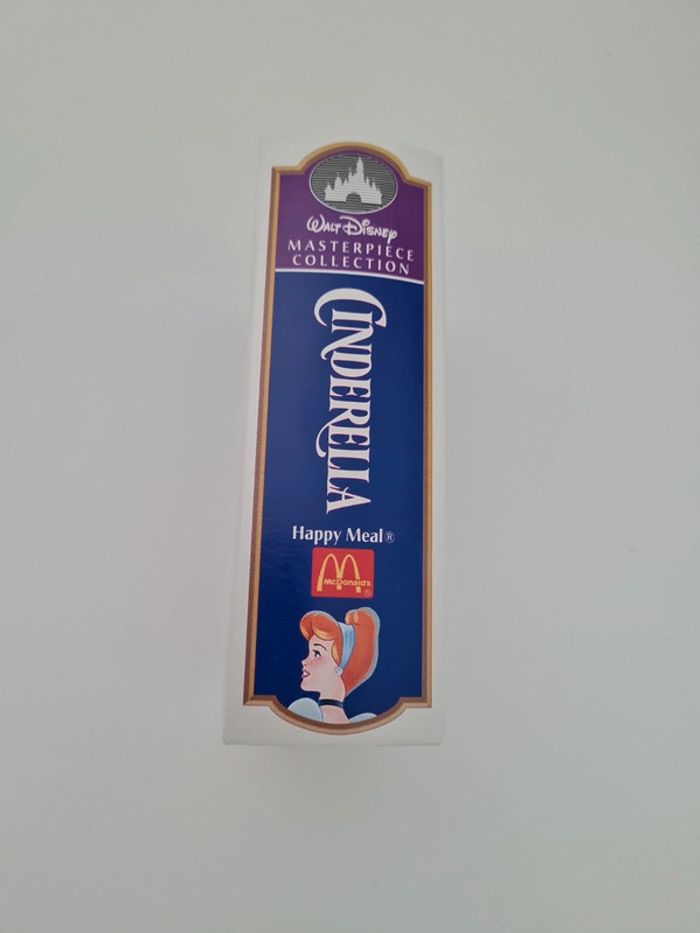 WALT DISNEY
MASTERPIECE
COLLECTION
CINDERELLA
Happy Meal®
McDonald's
®